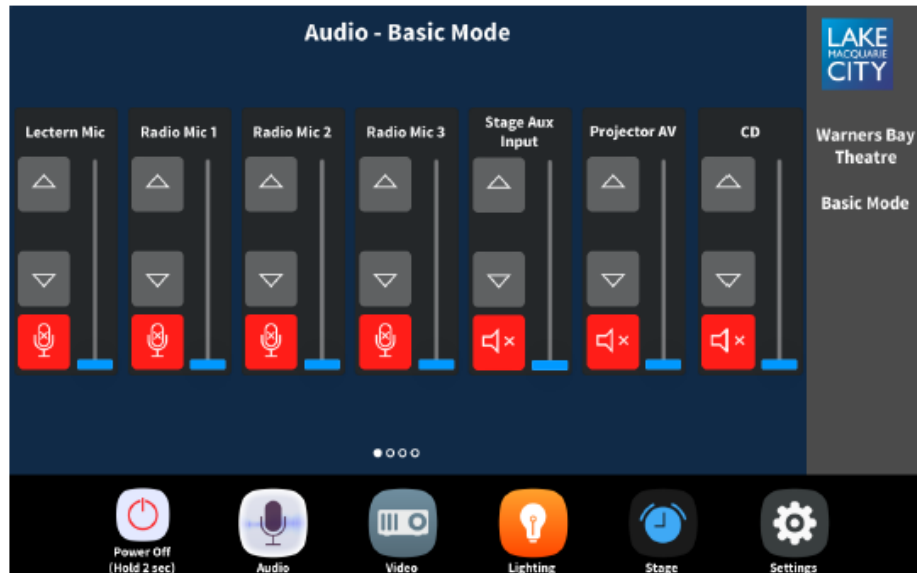 Audio - Basic Mode
LAKE
MACQUARIE
CITY
Warners Bay
Theatre
Basic Mode
Lectern Mic
Radio Mic 1
Radio Mic 2
Radio Mic 3
Stage Aux
Input
Projector AV
CD
Power Off
(Hold 2 sec)
Audio
Video
Lighting
Stage
Settings